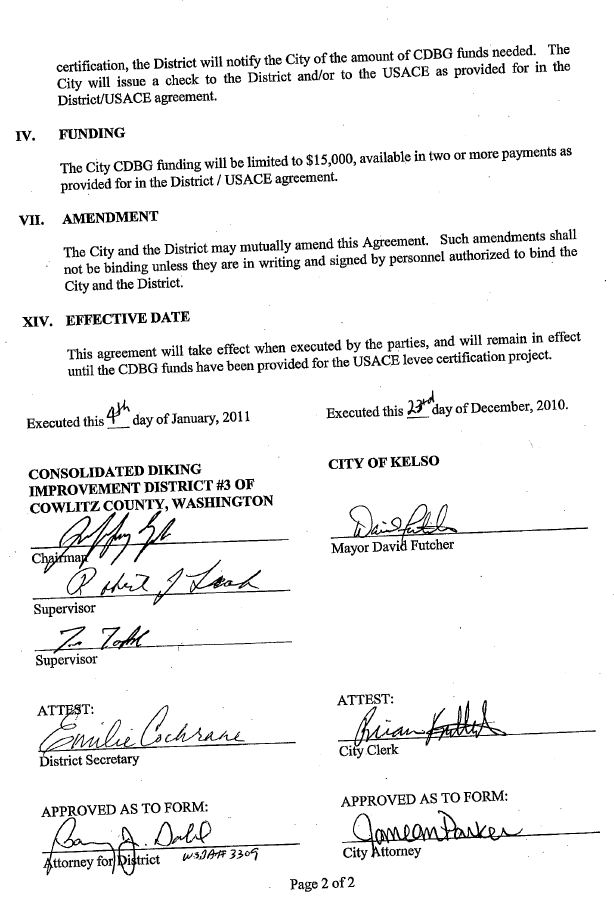 certification, the District will notify the City of the amount of CDBG funds needed. The
City will issue a check to the District and/or to the USACE as provided for in the
District/USACE agreement.
IV. FUNDING
The City CDBG funding will be limited to $15,000, available in two or more payments as
provided for in the District / USACE agreement.
VII. AMENDMENT
The City and the District may mutually amend this Agreement. Such amendments shall
not be binding unless they are in writing and signed by personnel authorized to bind the
City and the District.
XIV. EFFECTIVE DATE
This agreement will take effect when executed by the parties, and will remain in effect
until the CDBG funds have been provided for the USACE levee certification project.
Executed this 4th day of January, 2011
Executed this 23rd day of December, 2010.
CONSOLIDATED DIKING
IMPROVEMENT DISTRICT #3 OF
COWLITZ COUNTY, WASHINGTON
Chairman
Robert J
Supervisor
Supervisor
CITY OF KELSO
David Futcher
Mayor David Futcher
ATTEST:
Emilie Cochrane
District Secretary
ATTEST:
Brian
City Clerk
APPROVED AS TO FORM:
J. Dahl
Attorney for District WSBA# 3309
APPROVED AS TO FORM:
Janean Parker
City Attorney
Page 2 of 2